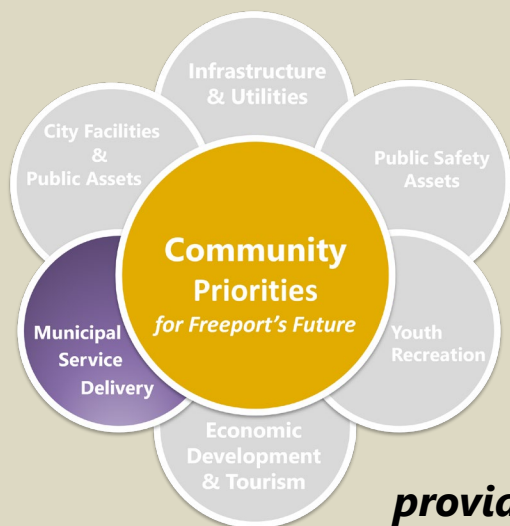 Infrastructure
& Utilities
City Facilities
&
Public Assets
Public Safety
Assets
Community
Priorities
for Freeport's Future
Municipal
Service
Delivery
Youth
Recreation
Economic
Development
& Tourism